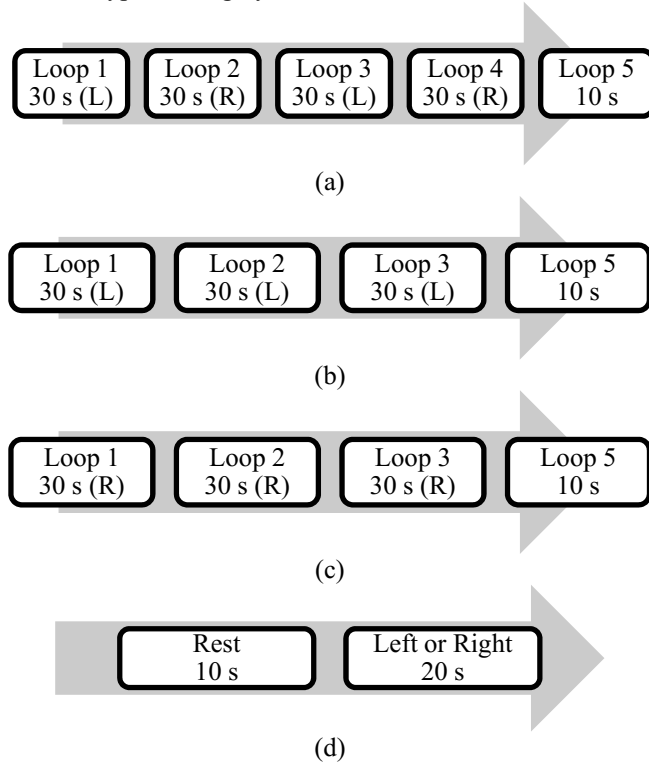 Loop 1
30 s (L)
Loop 2
30 s (R)
Loop 3
30 s (L)
Loop 4
30 s (R)
Loop 5
10 s
(a)
Loop 1
30 s (L)
Loop 2
30 s (L)
Loop 3
30 s (L)
Loop 5
10 s
(b)
Loop 1
30 s (R)
Loop 2
30 s (R)
Loop 3
30 s (R)
Loop 5
10 s
(c)
Rest
10 s
Left or Right
20 s
(d)